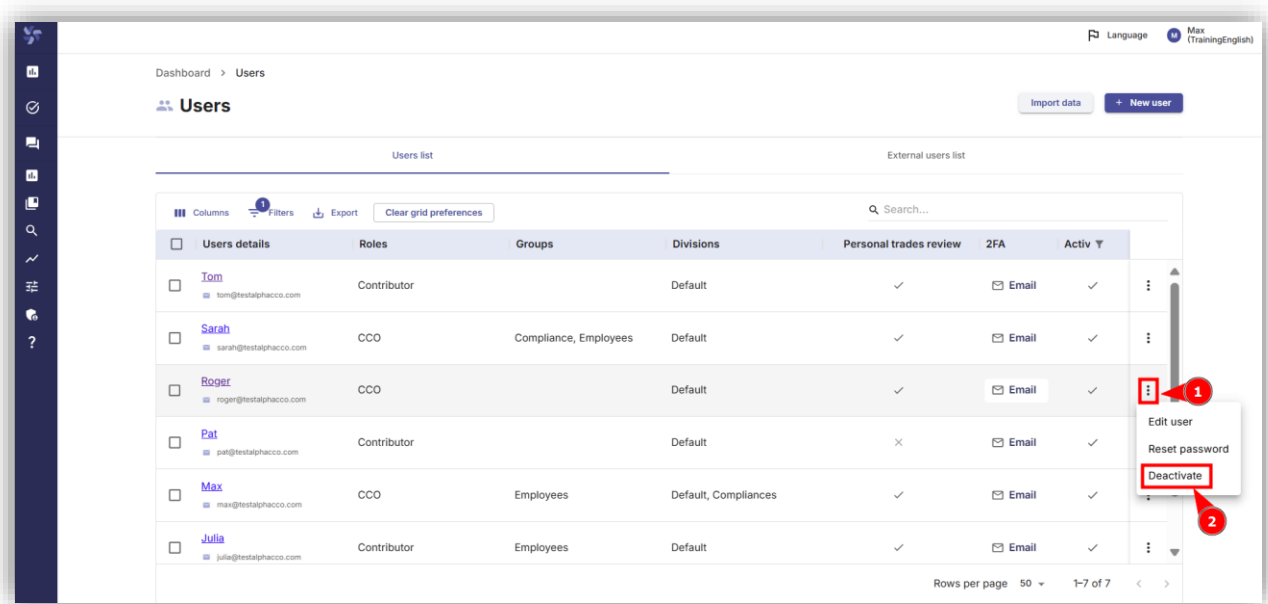 Language
M
Max
(TrainingEnglish)
Dashboard > Users
Users
Import data
+ New user
Users list
External users list
Columns
1
Filters
Export
Clear grid preferences
Search...
Users details Roles Groups Divisions Personal trades review 2FA Activ
Tom
tom@testalphacco.com
Contributor Default Email
Sarah
sarah@testalphacco.com
CCO Compliance, Employees Default Email
Roger
roger@testalphacco.com
CCO Default Email
1
Edit user
Reset password
Deactivate
2
Pat
pat@testalphacco.com
Contributor Default Email
Max
max@testalphacco.com
CCO Employees Default, Compliances Email
Julia
julia@testalphacco.com
Contributor Employees Default Email
Rows per page 50 1–7 of 7 < >
?